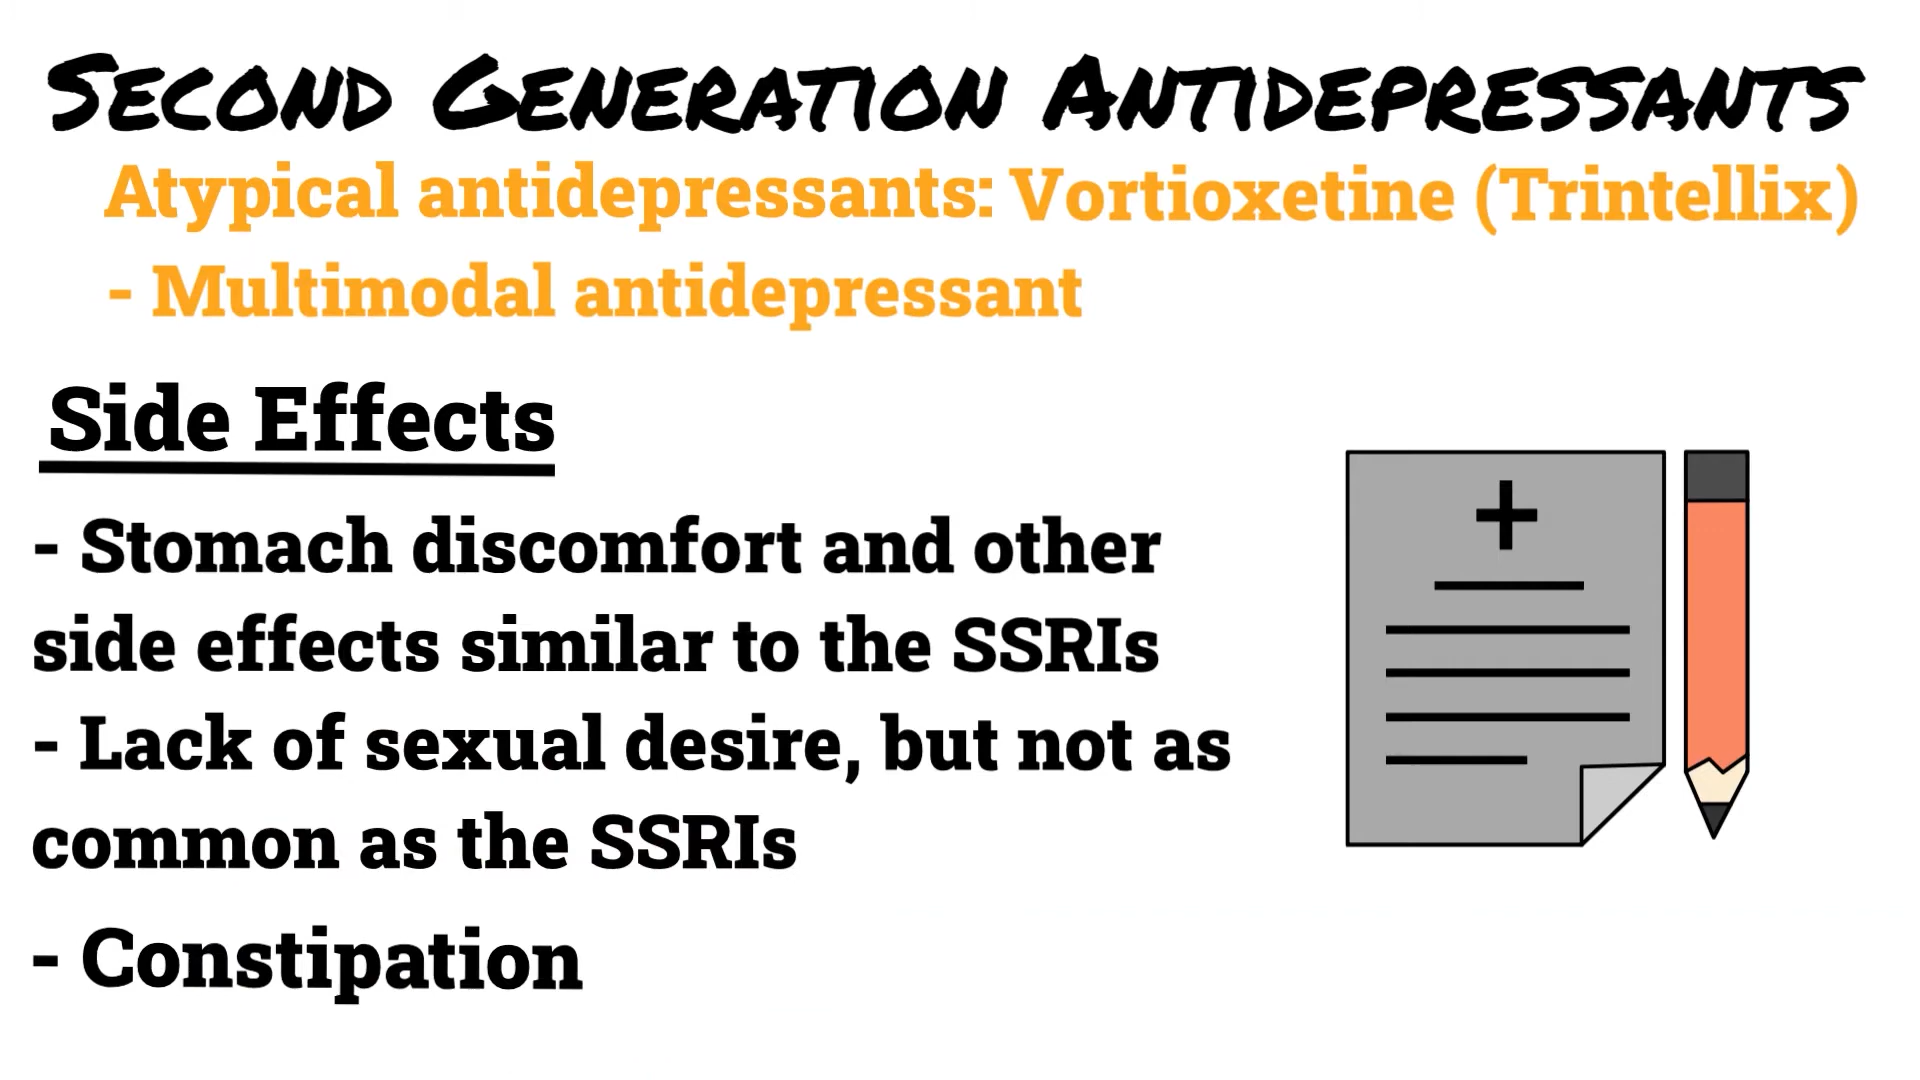 Second Generation Antidepressants
Atypical antidepressants: Vortioxetine (Trintellix)
- Multimodal antidepressant
Side Effects
- Stomach discomfort and other
side effects similar to the SSRIs
- Lack of sexual desire, but not as
common as the SSRIs
- Constipation